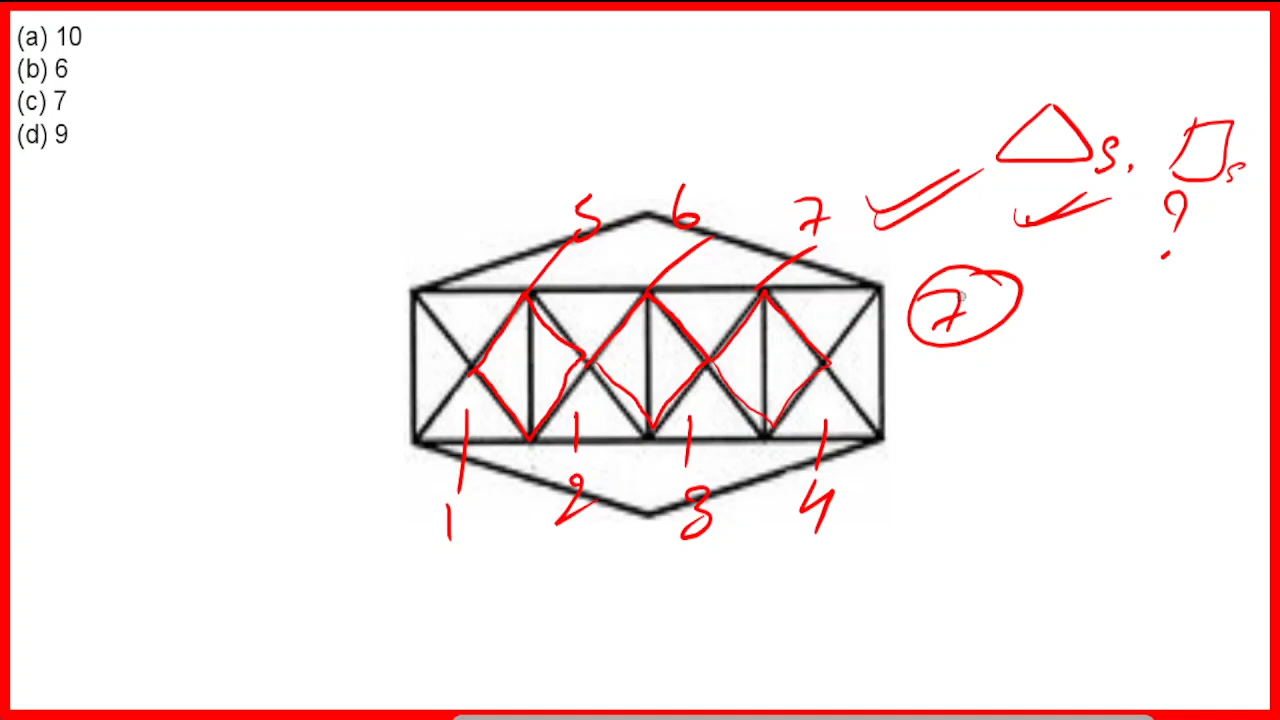 (a) 10
(b) 6
(c) 7
(d) 9
△s, ▱s
?
5 6 7
7
1 2 3 4